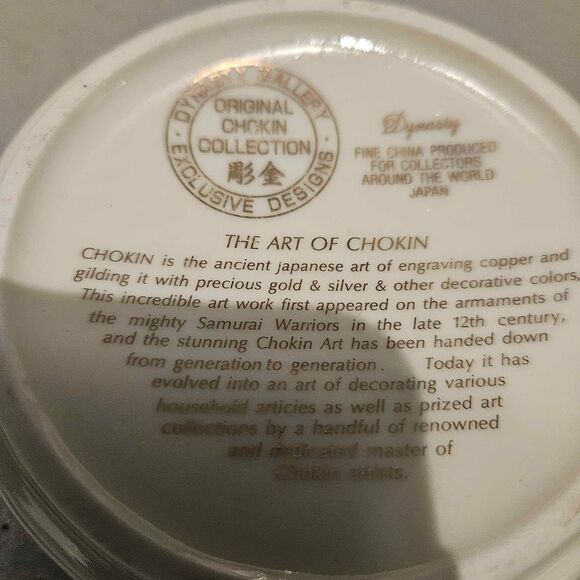 · DYNASTY GALLERY ·
ORIGINAL
CHOKIN
COLLECTION
彫金
EXCLUSIVE DESIGNS
Dynasty
FINE CHINA PRODUCED
FOR COLLECTORS
AROUND THE WORLD
JAPAN
THE ART OF CHOKIN
CHOKIN is the ancient japanese art of engraving copper and
gilding it with precious gold & silver & other decorative colors,
This incredible art work first appeared on the armaments of
the mighty Samurai Warriors in the late 12th century,
and the stunning Chokin Art has been handed down
from generation to generation. Today it has
evolved into an art of decorating various
household articies as well as prized art
collections by a handful of renowned
and dedicated master of
Chokin artists.